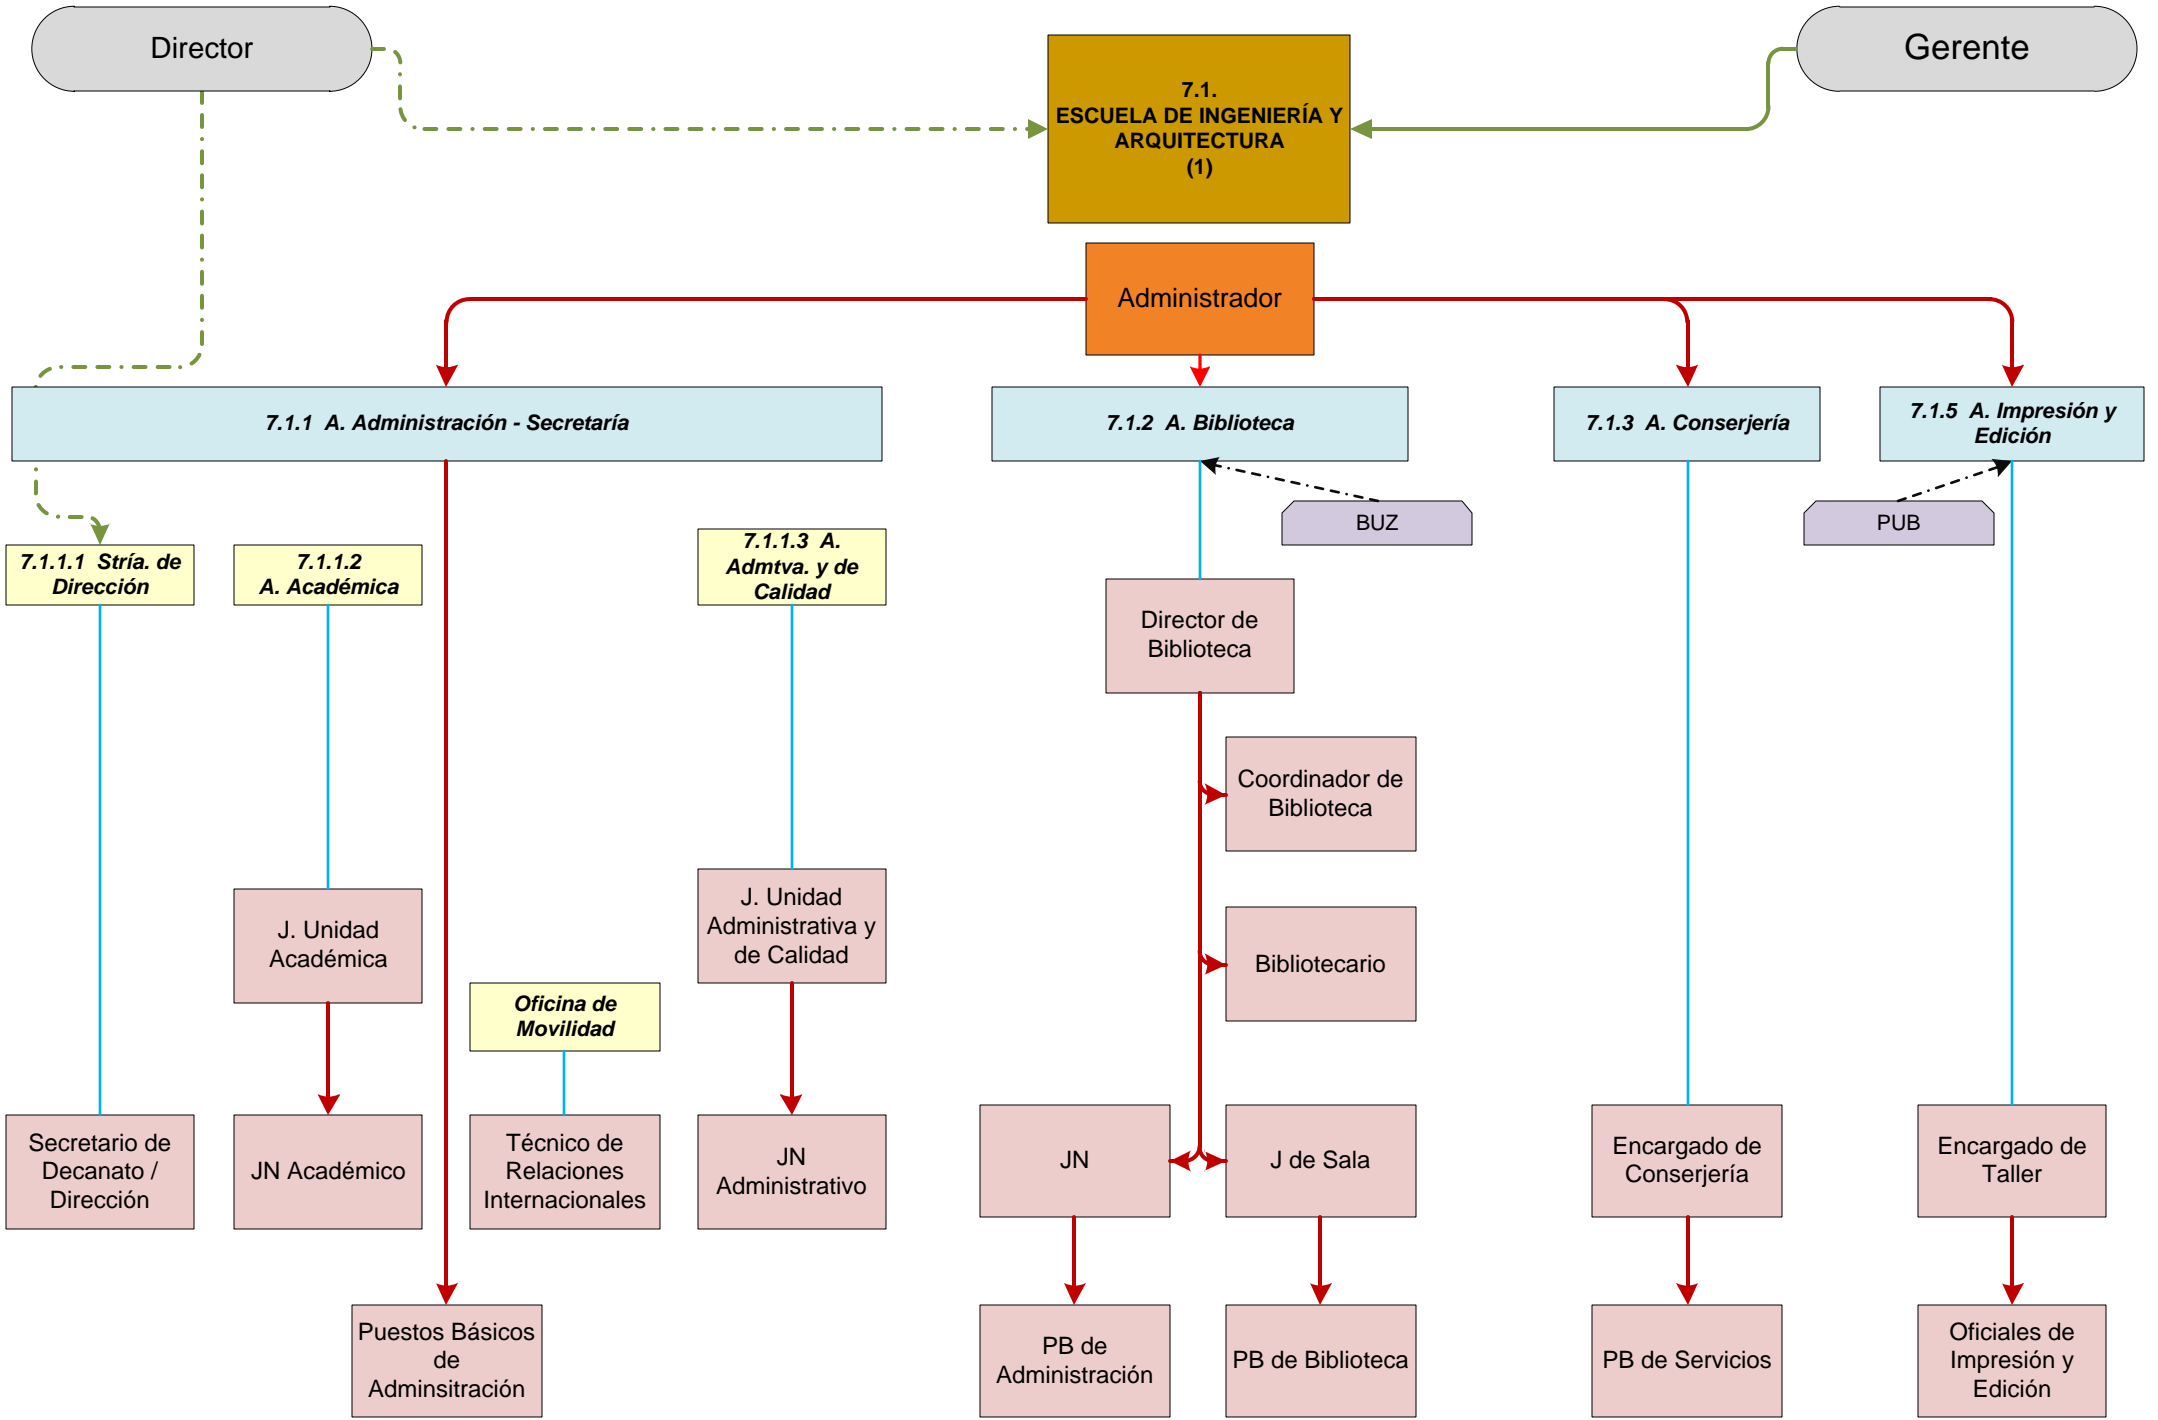 Director
Gerente
7.1.
ESCUELA DE INGENIERÍA Y
ARQUITECTURA
(1)
Administrador
7.1.1 A. Administración - Secretaría
7.1.2 A. Biblioteca
7.1.3 A. Conserjería
7.1.5 A. Impresión y
Edición
BUZ
PUB
7.1.1.1 Stría. de
Dirección
7.1.1.2
A. Académica
7.1.1.3 A.
Admtva. y de
Calidad
Director de
Biblioteca
Coordinador de
Biblioteca
J. Unidad
Académica
J. Unidad
Administrativa y
de Calidad
Bibliotecario
Oficina de
Movilidad
Secretario de
Decanato /
Dirección
JN Académico
Técnico de
Relaciones
Internacionales
JN
Administrativo
JN
J de Sala
Encargado de
Conserjería
Encargado de
Taller
Puestos Básicos
de
Adminsitración
PB de
Administración
PB de Biblioteca
PB de Servicios
Oficiales de
Impresión y
Edición